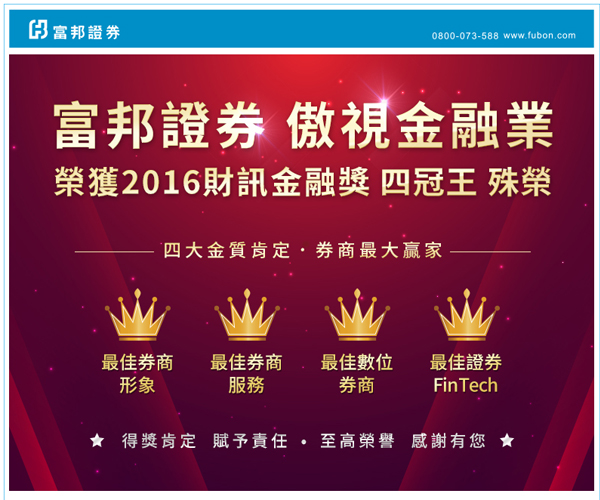 富邦證券
0800-073-588 www.fubon.com
富邦證券 傲視金融業
榮獲2016財訊金融獎 四冠王 殊榮
四大金質肯定・券商最大贏家
最佳券商
形象
最佳券商
服務
最佳數位
券商
最佳證券
FinTech
得獎肯定 賦予責任 • 至高榮譽 感謝有您